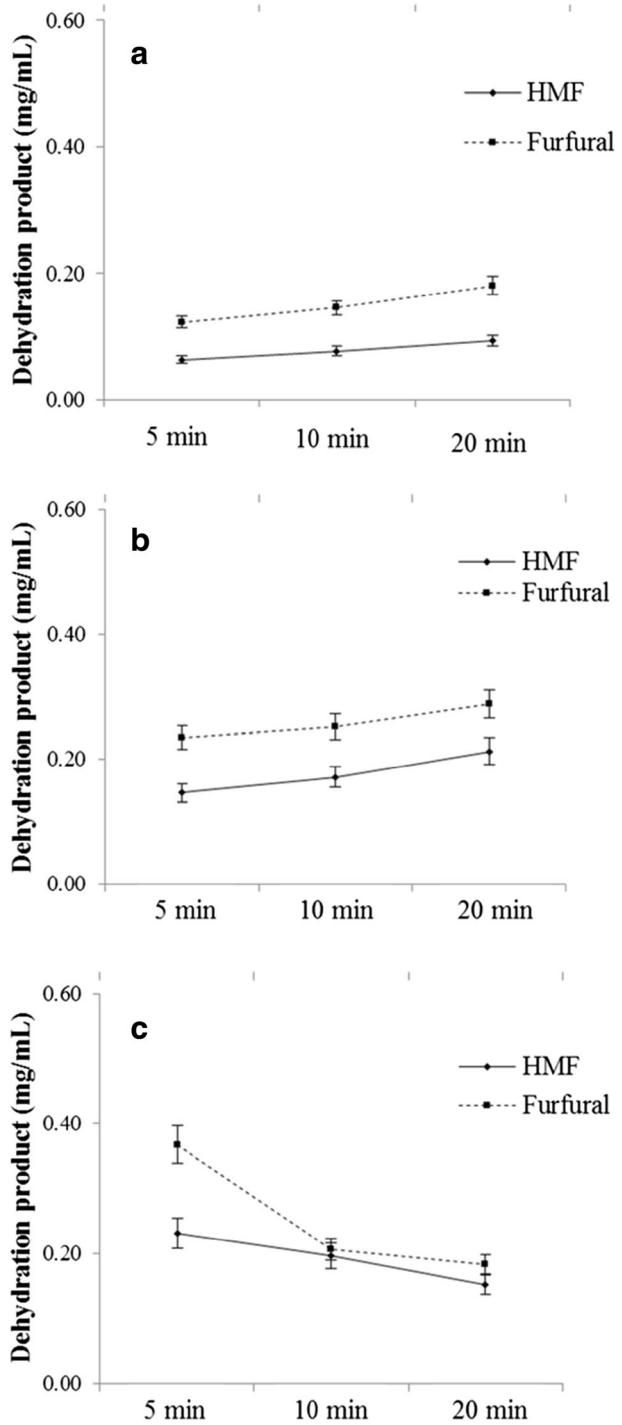 0.60
a
HMF
0.40
Furfural
0.20
0.00
Dehydration product (mg/mL)
5 min 10 min 20 min
0.60
b
HMF
Furfural
0.40
0.20
0.00
Dehydration product (mg/mL)
5 min 10 min 20 min
0.60
c
HMF
Furfural
0.40
0.20
0.00
Dehydration product (mg/mL)
5 min 10 min 20 min